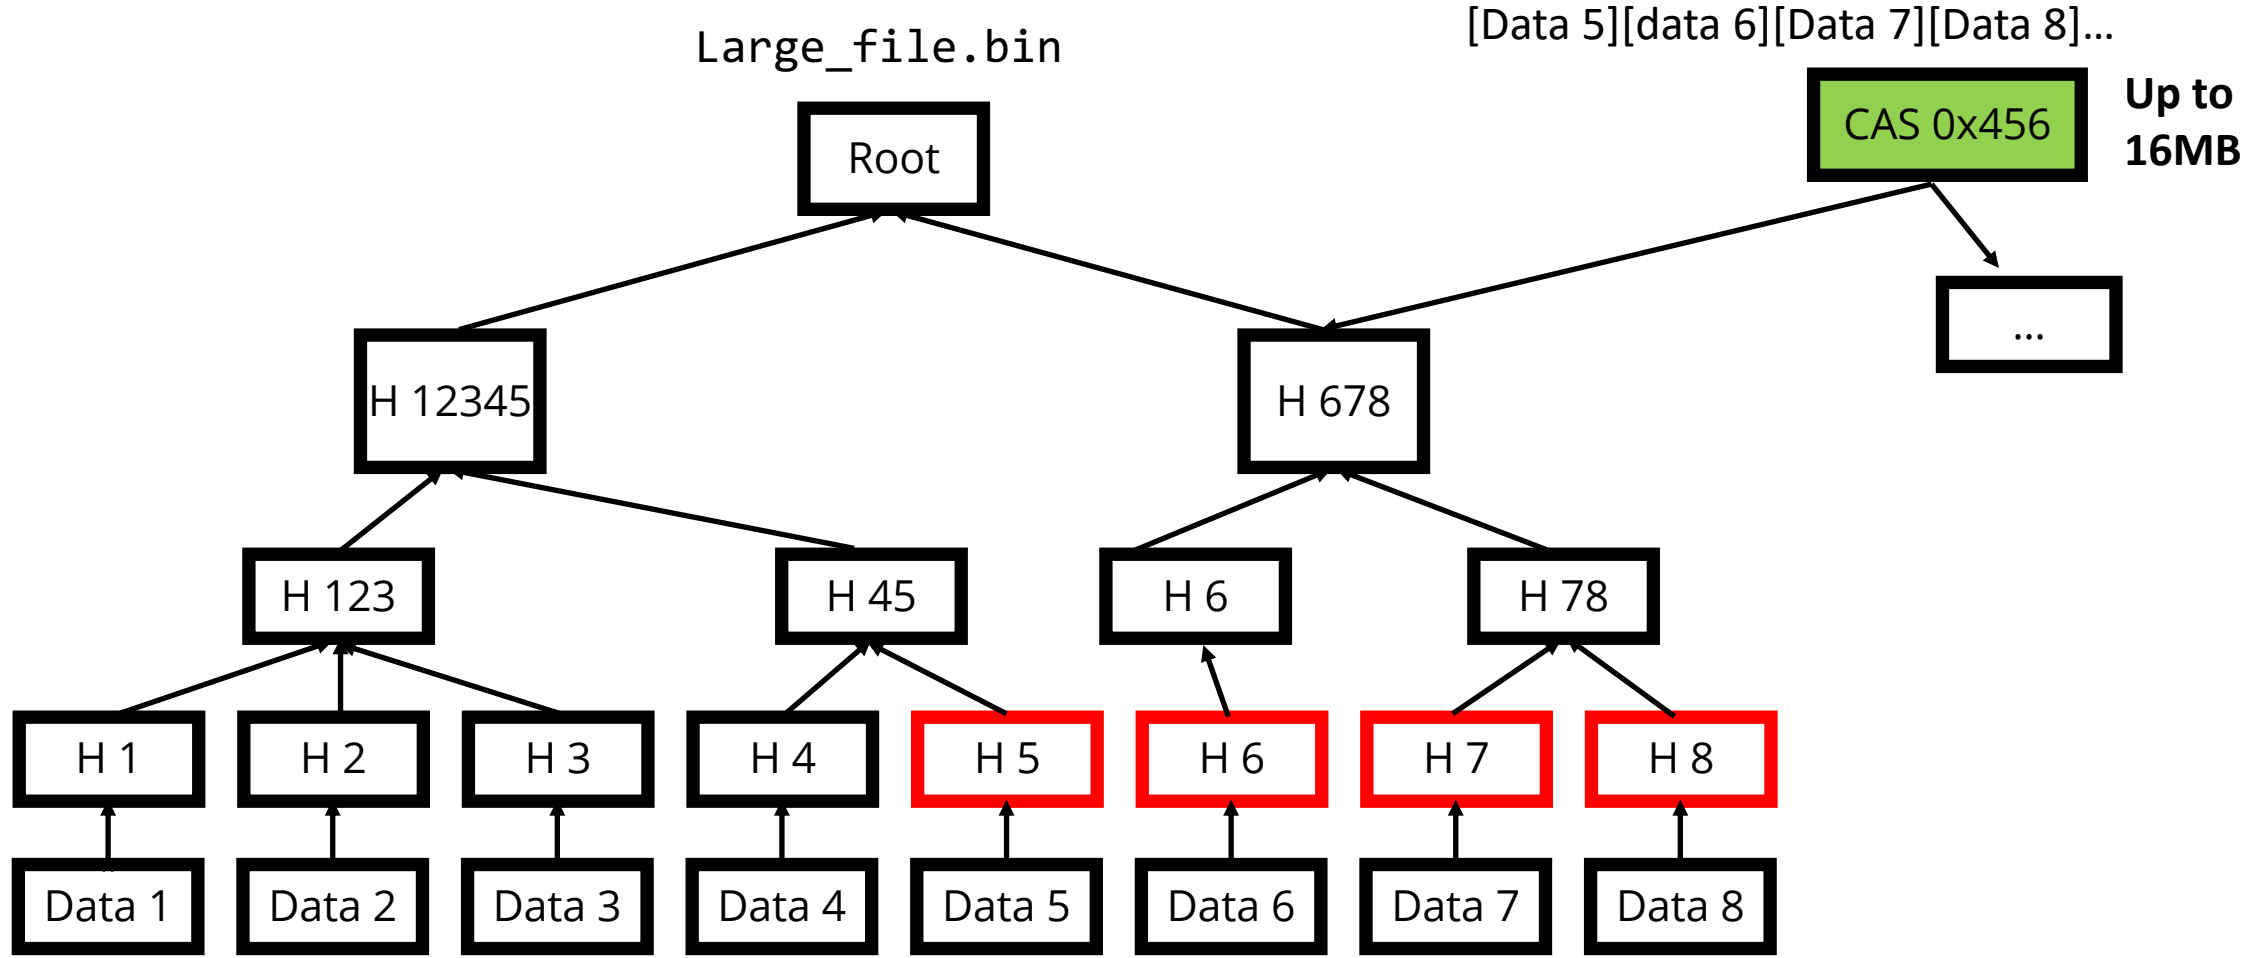 [Data 5][data 6][Data 7][Data 8]...
Large_file.bin
Root
CAS 0x456
Up to
16MB
...
H 12345
H 678
H 123
H 45
H 6
H 78
H 1
H 2
H 3
H 4
H 5
H 6
H 7
H 8
Data 1
Data 2
Data 3
Data 4
Data 5
Data 6
Data 7
Data 8